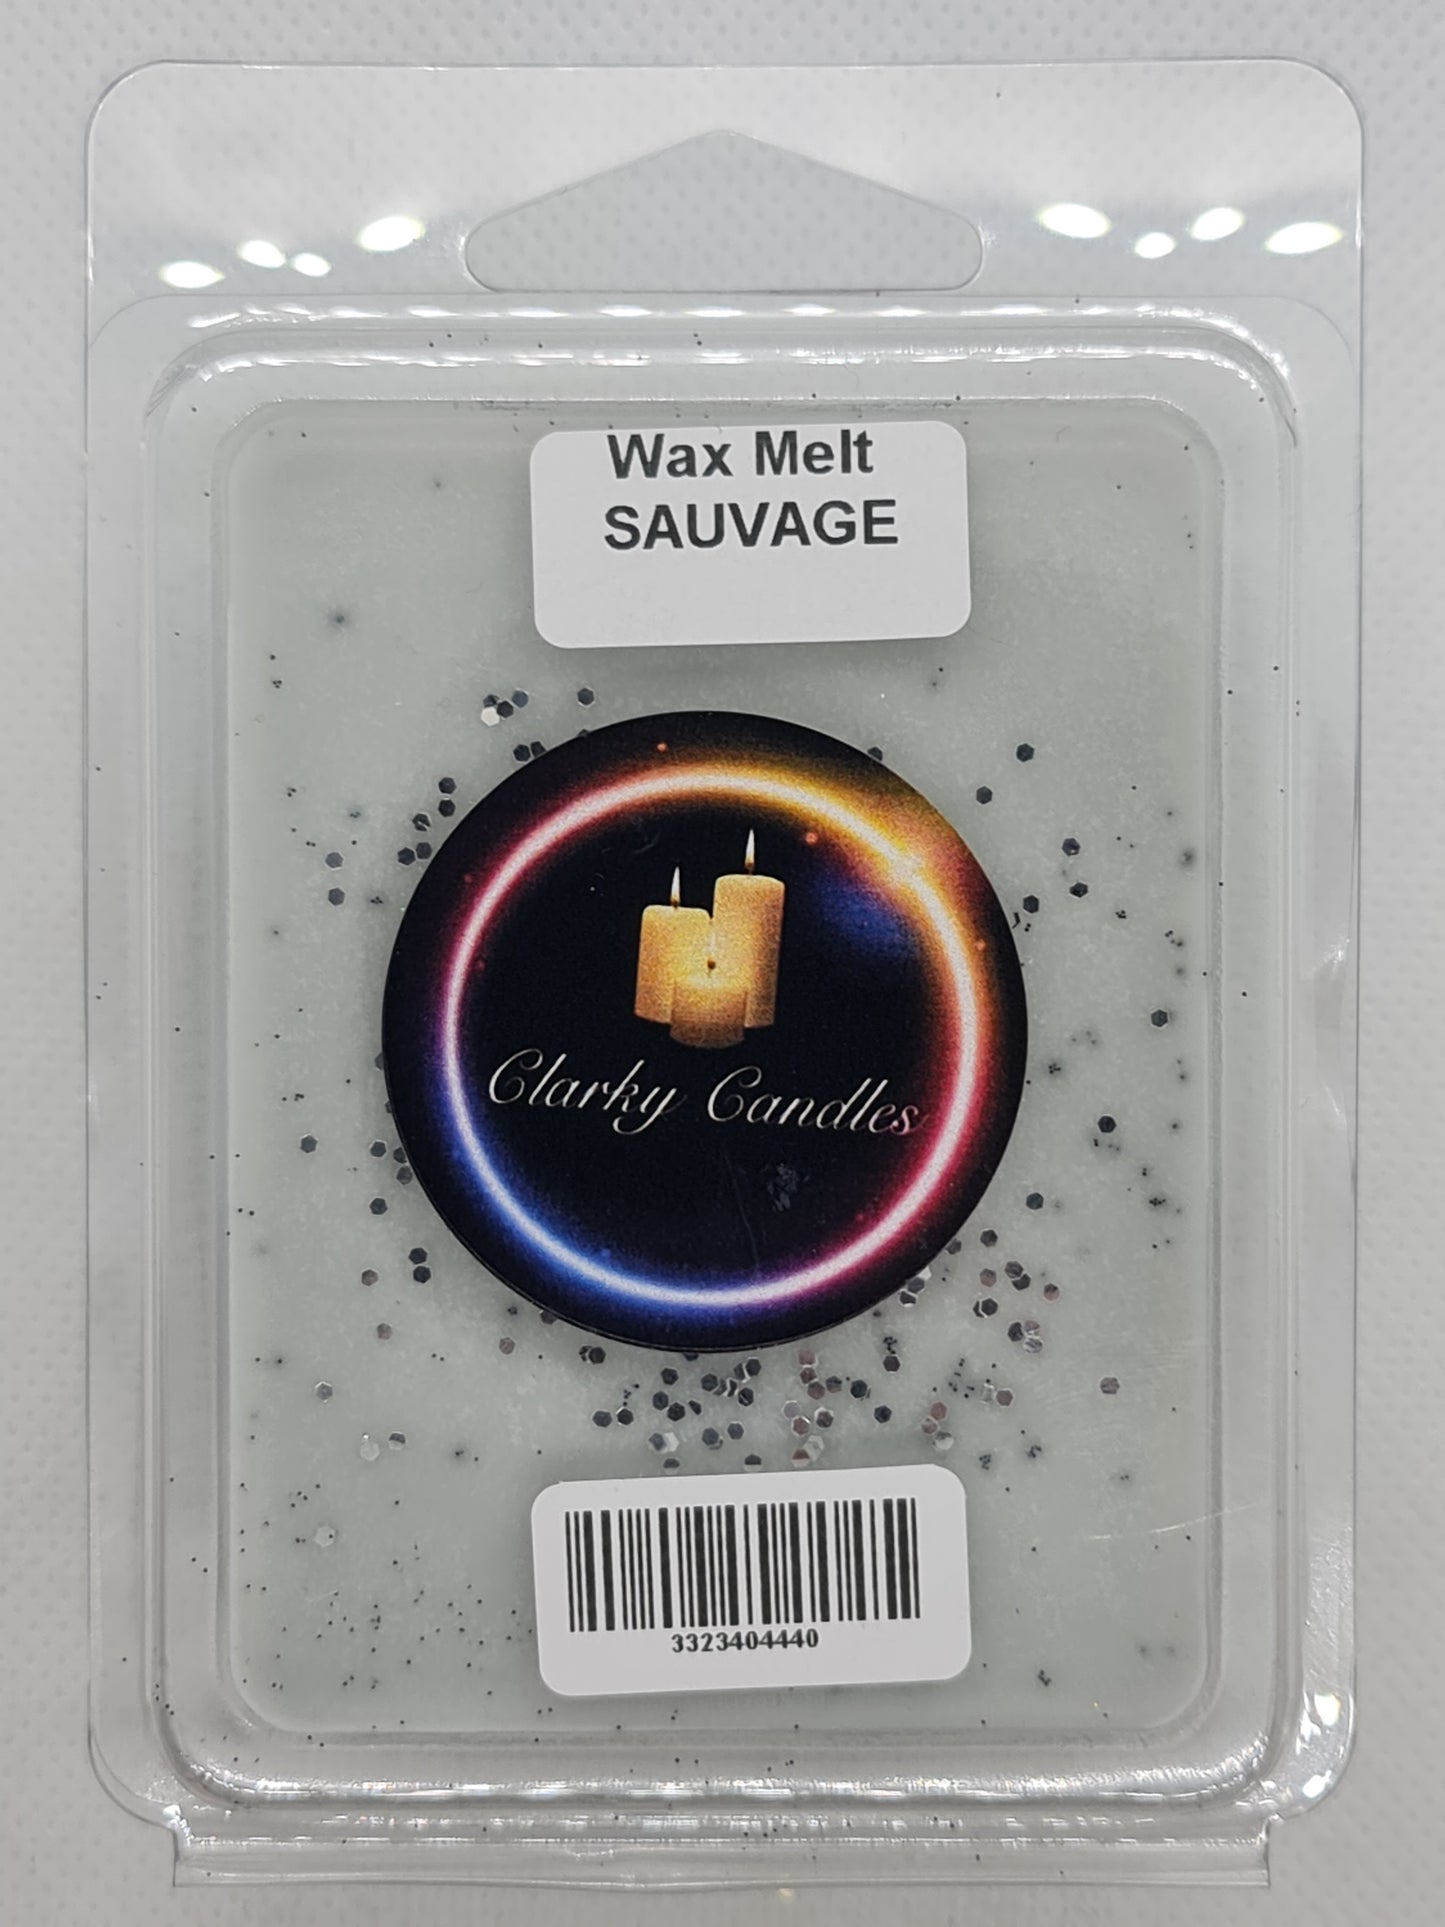 Wax Melt
SAUVAGE
Clarky Candles
3323404440